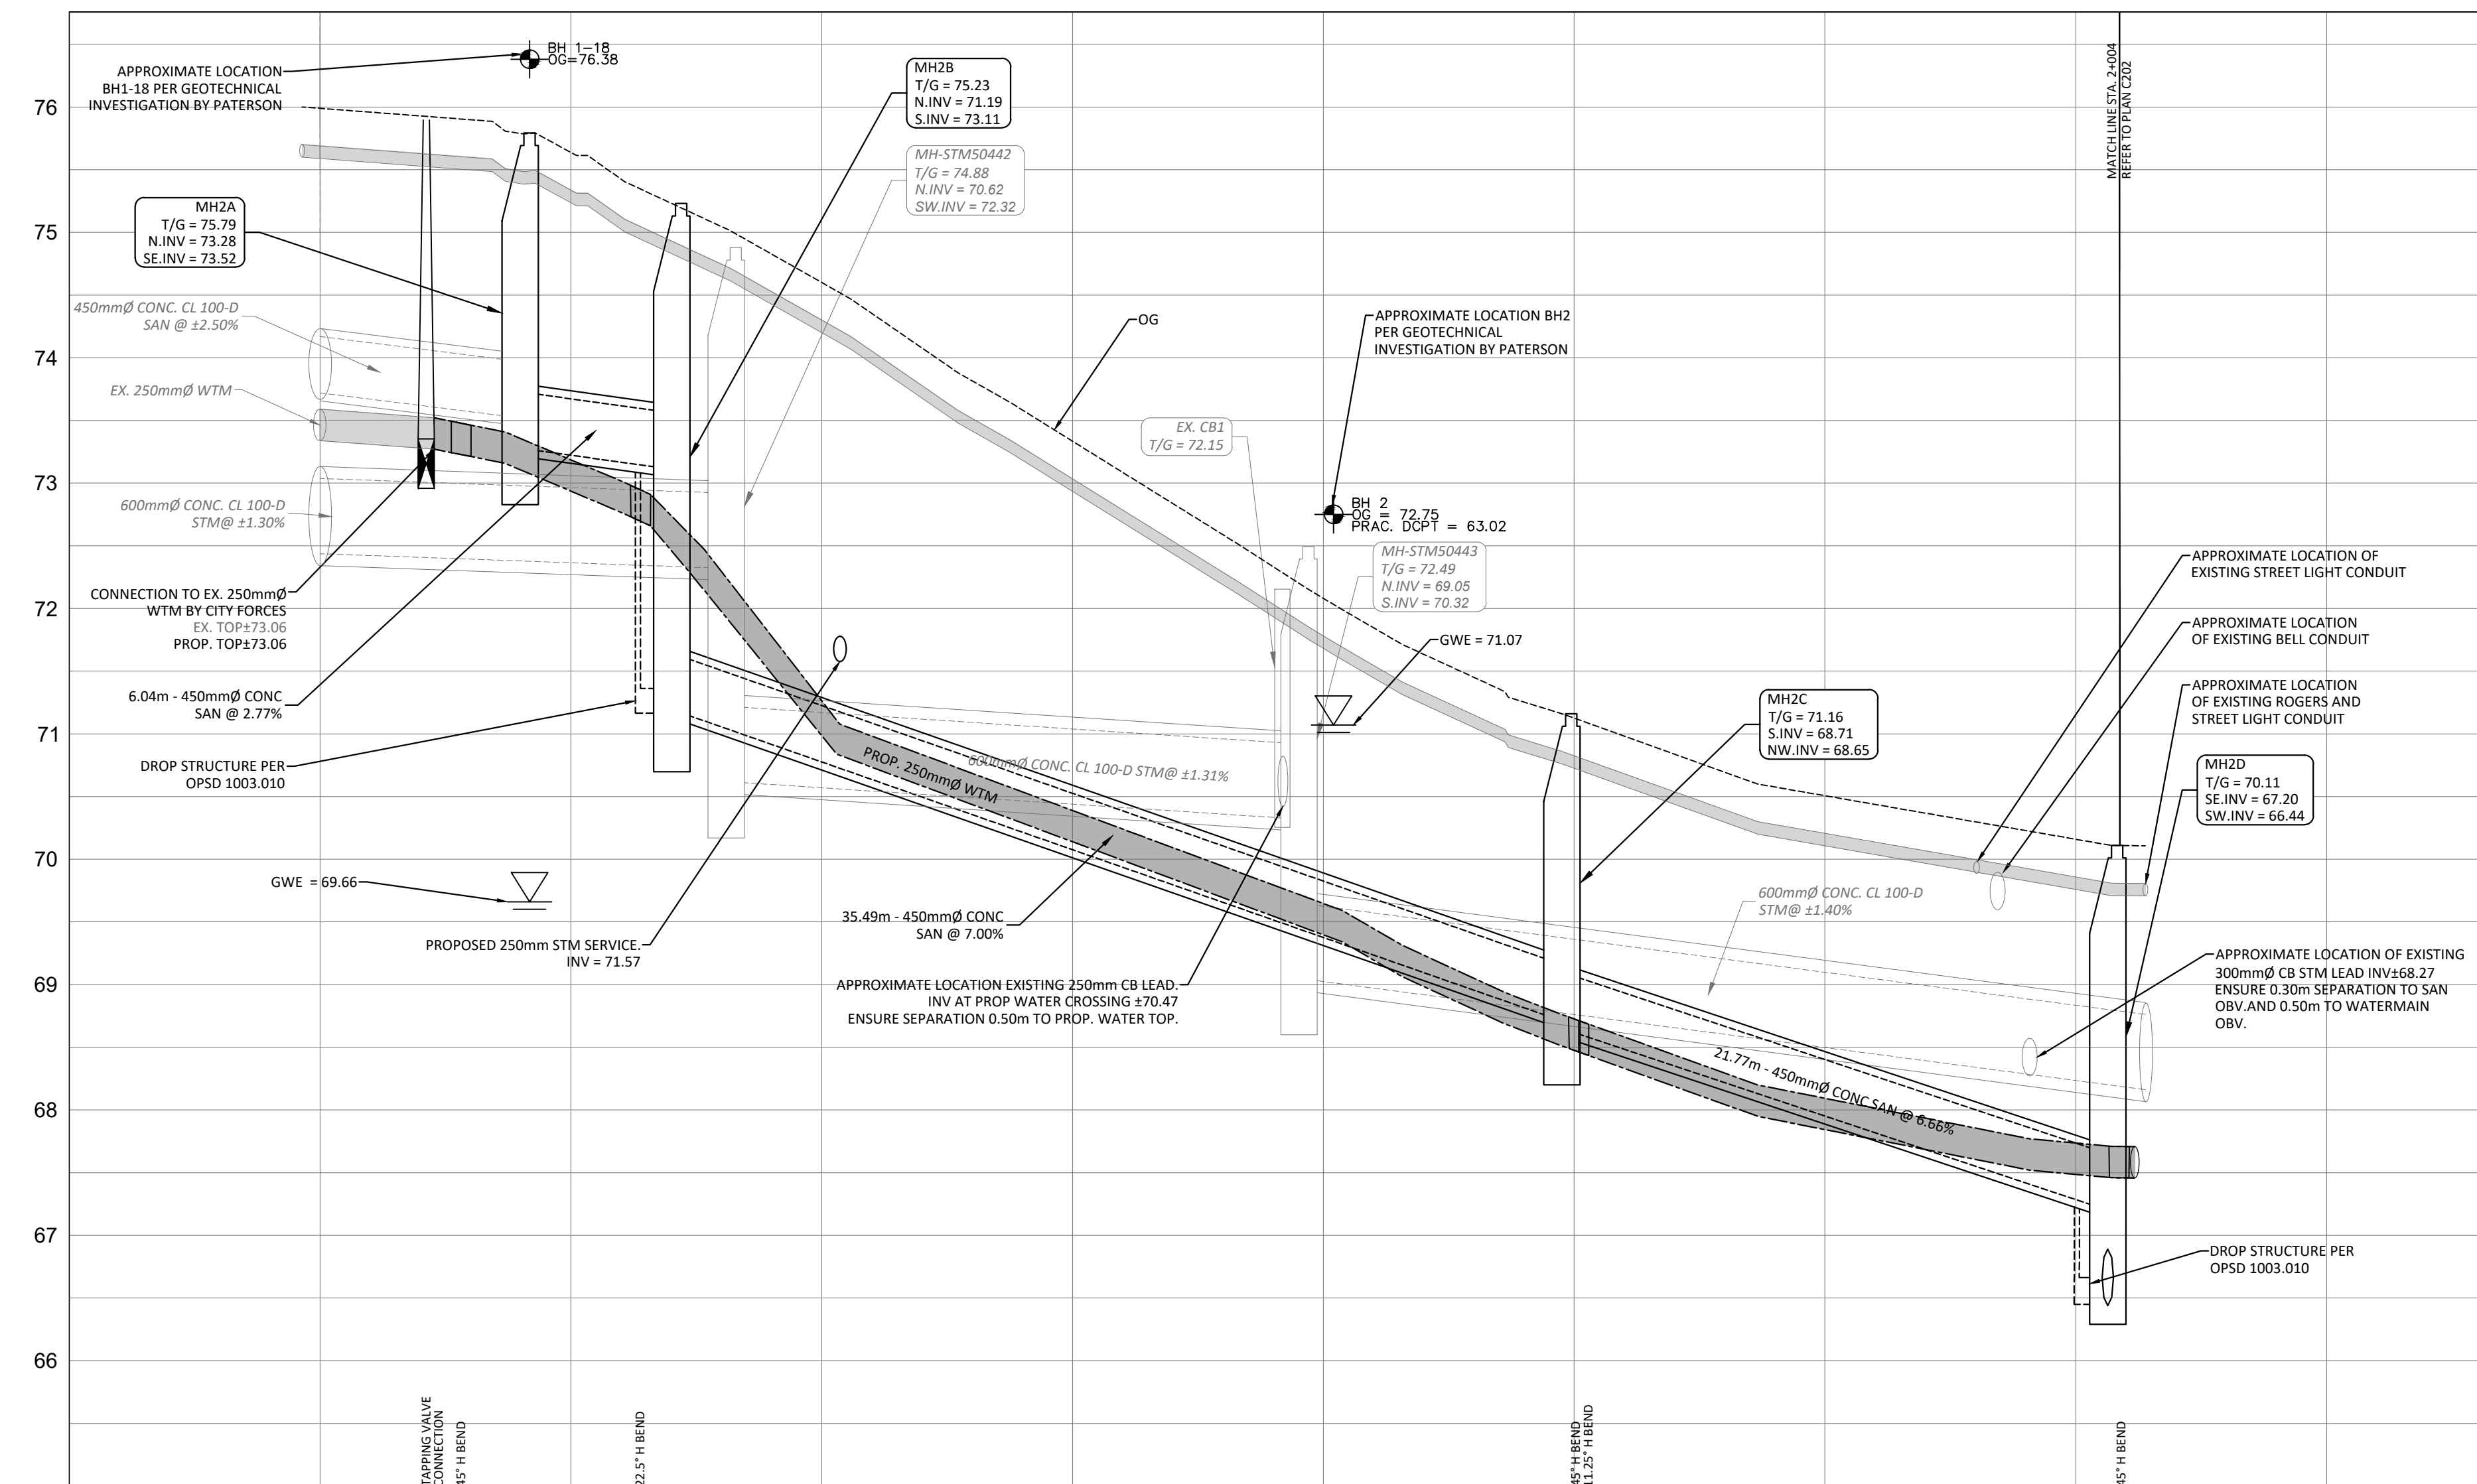 APPROXIMATE LOCATION
BH1-18 PER GEOTECHNICAL
INVESTIGATION BY PATERSON
BH 1-18
OG=76.38
MH2B
T/G = 75.23
N.INV = 71.19
S.INV = 73.11
MH-STM50442
T/G = 74.88
N.INV = 70.62
SW.INV = 72.32
MATCH LINE STA. 2+004
REFER TO PLAN C202
76
75
74
73
72
71
70
69
68
67
66
MH2A
T/G = 75.79
N.INV = 73.28
SE.INV = 73.52
450mmØ CONC. CL 100-D
SAN @ ±2.50%
EX. 250mmØ WTM
600mmØ CONC. CL 100-D
STM@ ±1.30%
CONNECTION TO EX. 250mmØ
WTM BY CITY FORCES
EX. TOP±73.06
PROP. TOP±73.06
6.04m - 450mmØ CONC
SAN @ 2.77%
DROP STRUCTURE PER
OPSD 1003.010
GWE = 69.66
PROPOSED 250mm STM SERVICE.
INV = 71.57
OG
APPROXIMATE LOCATION BH2
PER GEOTECHNICAL
INVESTIGATION BY PATERSON
EX. CB1
T/G = 72.15
BH 2
OG = 72.75
PRAC. DCPT = 63.02
MH-STM50443
T/G = 72.49
N.INV = 69.05
S.INV = 70.32
GWE = 71.07
PROP. 250mmØ WTM
600mmØ CONC. CL 100-D STM@ ±1.31%
35.49m - 450mmØ CONC
SAN @ 7.00%
APPROXIMATE LOCATION EXISTING 250mm CB LEAD.
INV AT PROP WATER CROSSING ±70.47
ENSURE SEPARATION 0.50m TO PROP. WATER TOP.
MH2C
T/G = 71.16
S.INV = 68.71
NW.INV = 68.65
APPROXIMATE LOCATION OF
EXISTING STREET LIGHT CONDUIT
APPROXIMATE LOCATION
OF EXISTING BELL CONDUIT
APPROXIMATE LOCATION
OF EXISTING ROGERS AND
STREET LIGHT CONDUIT
MH2D
T/G = 70.11
SE.INV = 67.20
SW.INV = 66.44
600mmØ CONC. CL 100-D
STM@ ±1.40%
APPROXIMATE LOCATION OF EXISTING
300mmØ CB STM LEAD INV±68.27
ENSURE 0.30m SEPARATION TO SAN
OBV.AND 0.50m TO WATERMAIN
OBV.
21.77m - 450mmØ CONC SAN @ 6.66%
DROP STRUCTURE PER
OPSD 1003.010
TAPPING VALVE
CONNECTION
45° H BEND
22.5° H BEND
45° H BEND
11.25° H BEND
45° H BEND